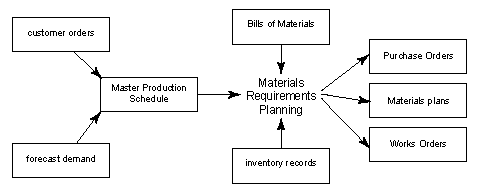 customer orders
Bills of Materials
Purchase Orders
Master Production
Schedule
Materials
Requirements
Planning
Materials plans
Works Orders
forecast demand
inventory records